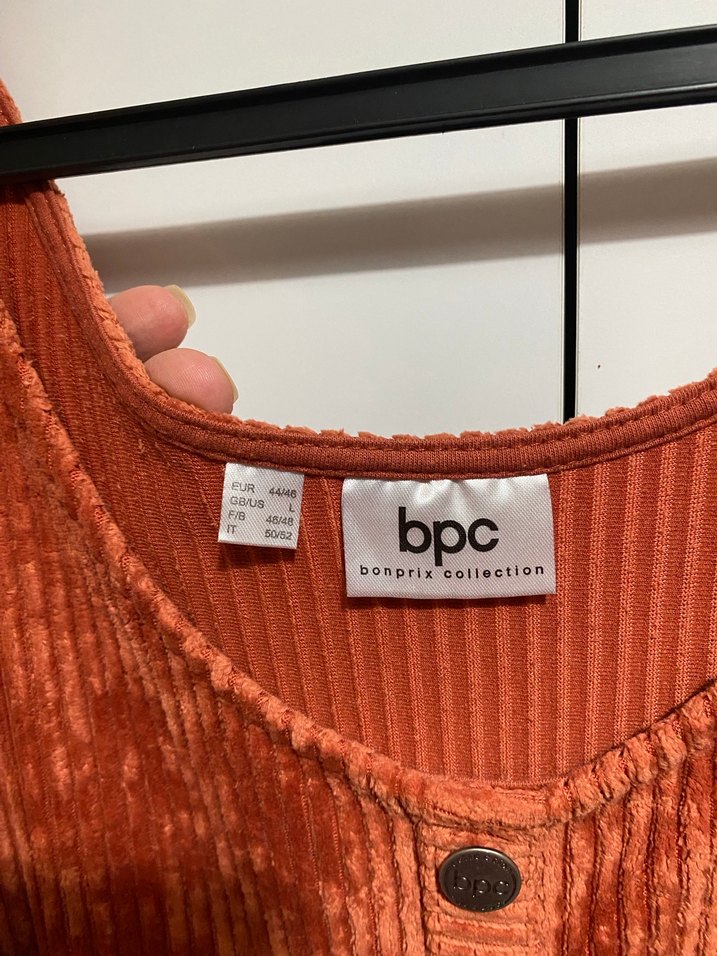 EUR 44/46
GB/US L
F/B 46/48
IT 50/52
bpc
bonprix collection
bpc